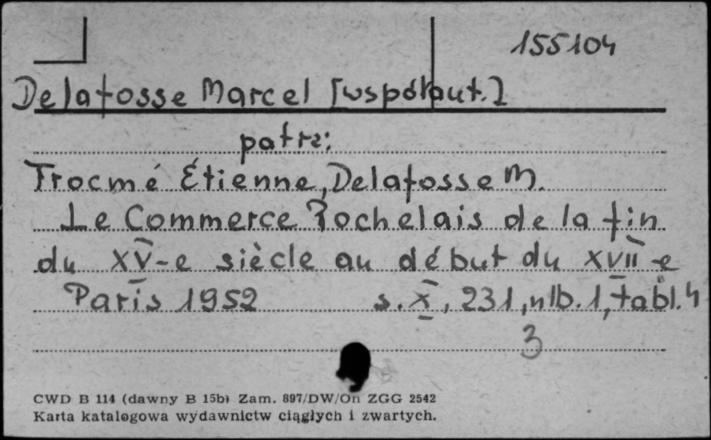 155104
Delafosse Marcel [współaut.]
patrz:
Trocmé Étienne, Delafosse M.
Le Commerce Rochelais de la fin
du XV-e siècle au début du XVII-e
Paris 1952 s. X, 231, nlb. 1, tabl. 4
3
CWD B 114 (dawny B 15b) Zam. 897/DW/On ZGG 2542
Karta katalogowa wydawnictw ciągłych i zwartych.